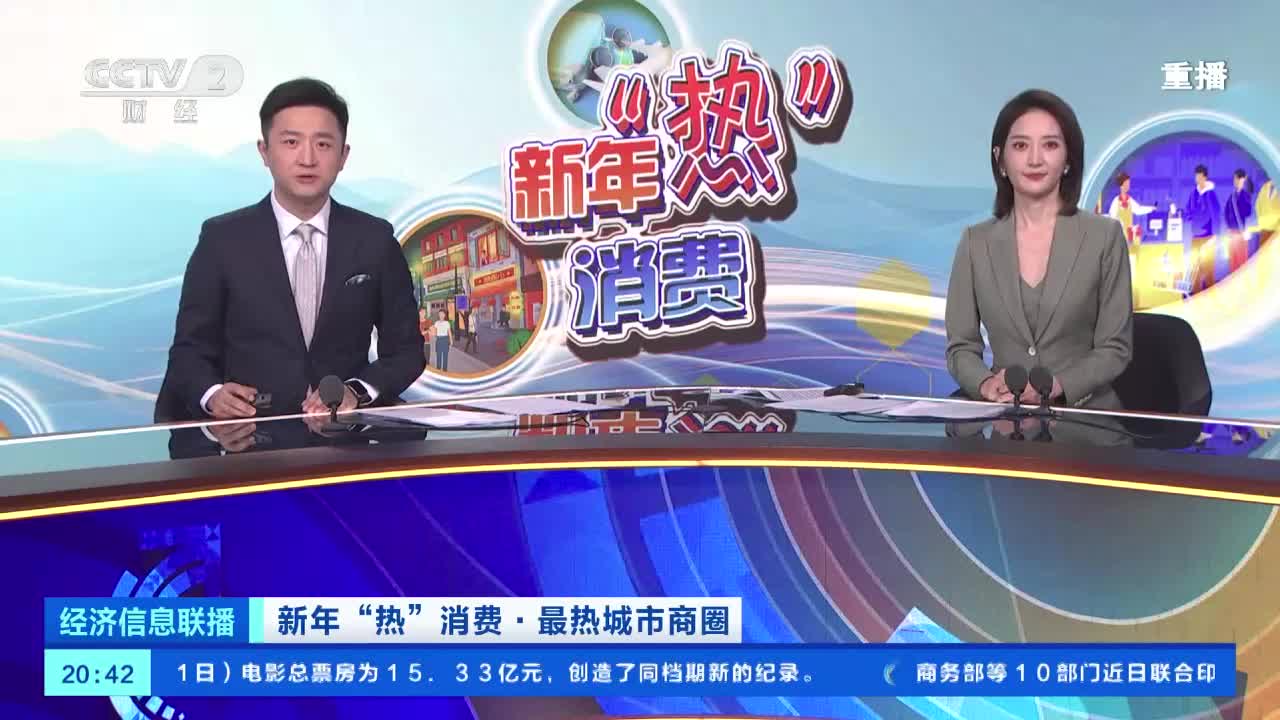 CCTV 2
财经
重播
新年“热”
消费
经济信息联播
新年“热”消费·最热城市商圈
20:42
1日）电影总票房为15．33亿元，创造了同档期新的纪录。
商务部等10部门近日联合印